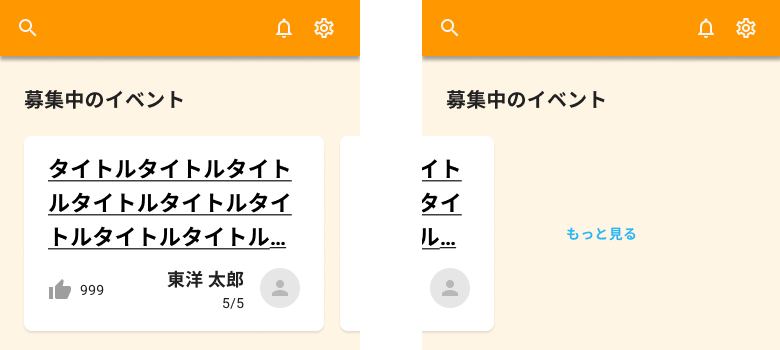 募集中のイベント
タイトルタイトルタイト
ルタイトルタイトルタイ
トルタイトルタイトル...
999
東洋 太郎
5/5
募集中のイベント
イト
タイ
ル...
もっと見る